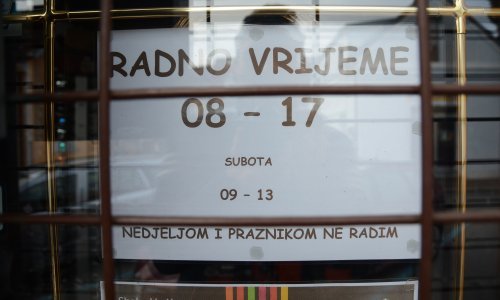 RADNO VRIJEME
08 - 17
SUBOTA
09 - 13
NEDJELJOM I PRAZNIKOM NE RADIM